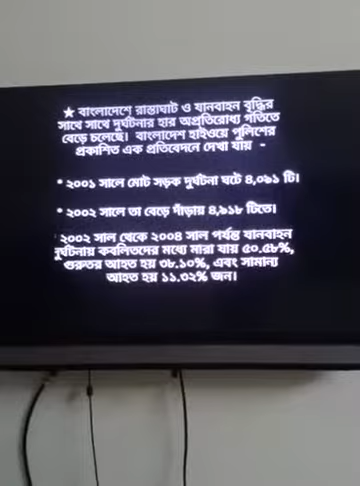 ★ বাংলাদেশে রাস্তাঘাট ও যানবাহন বৃদ্ধির
সাথে সাথে দুর্ঘটনার হার অপ্রতিরোধ্য গতিতে
বেড়ে চলেছে। বাংলাদেশ হাইওয়ে পুলিশের
প্রকাশিত এক প্রতিবেদনে দেখা যায় -
* ২০০১ সালে মোট সড়ক দুর্ঘটনা ঘটে ৪,০৯১ টি।
* ২০০২ সালে তা বেড়ে দাঁড়ায় ৪,৯১৮ টিতে।
২০০২ সাল থেকে ২০০৪ সাল পর্যন্ত যানবাহন
দুর্ঘটনায় কবলিতদের মধ্যে মারা যায় ৫০.৫৮%,
গুরুতর আহত হয় ৩৮.১০%, এবং সামান্য
আহত হয় ১১.৩২% জন।